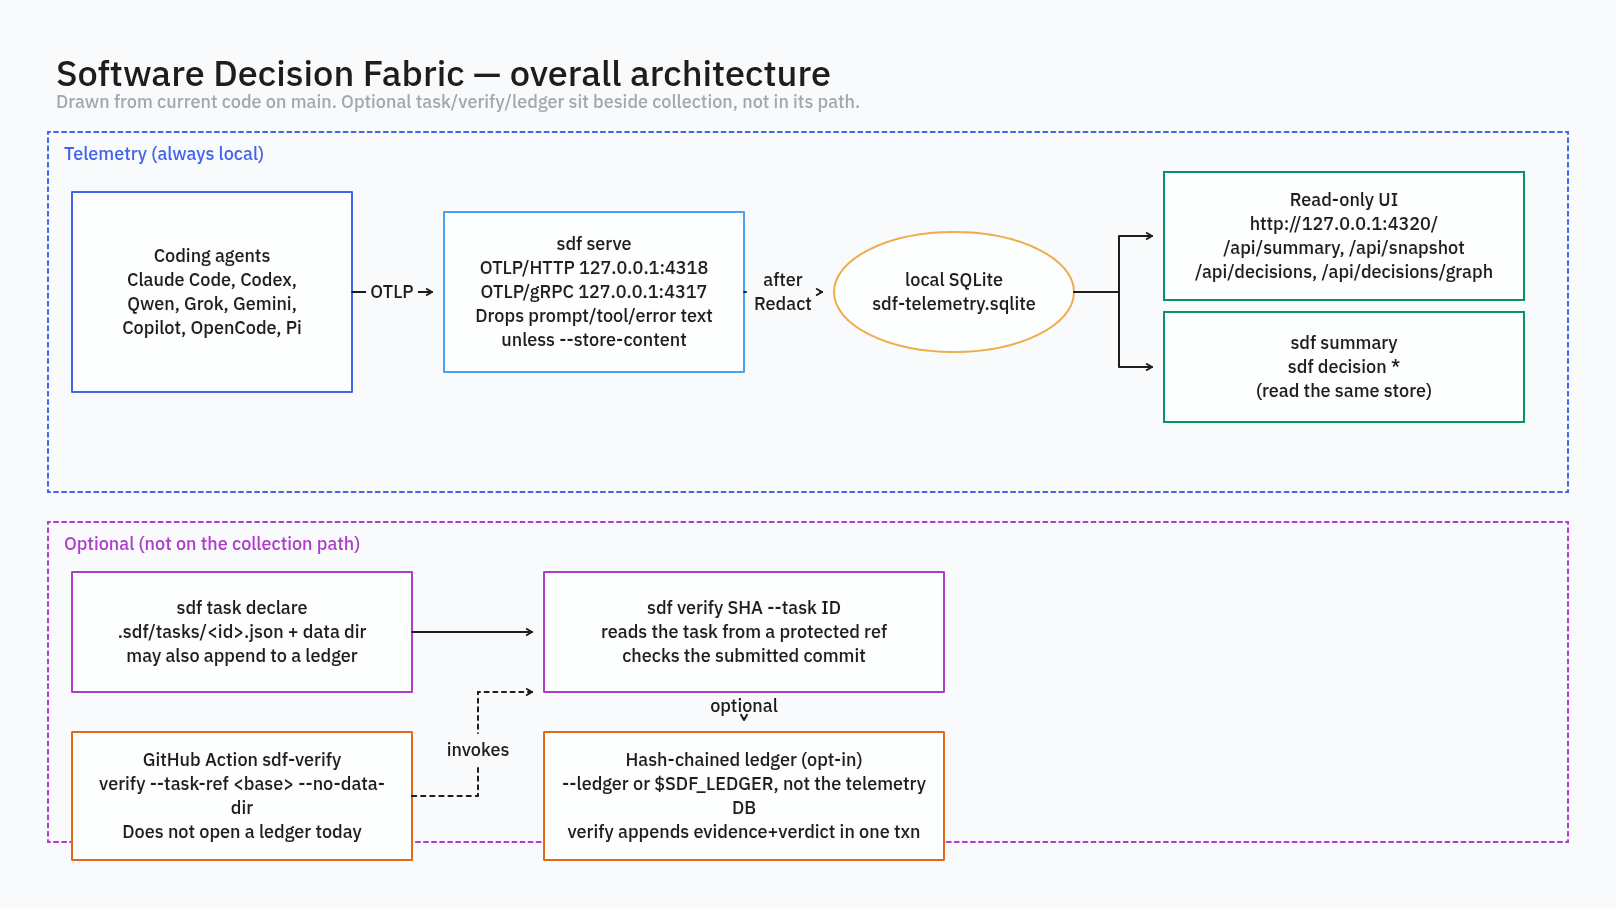 Software Decision Fabric — overall architecture
Drawn from current code on main. Optional task/verify/ledger sit beside collection, not in its path.
Telemetry (always local)
Coding agents
Claude Code, Codex,
Qwen, Grok, Gemini,
Copilot, OpenCode, Pi
OTLP
sdf serve
OTLP/HTTP 127.0.0.1:4318
OTLP/gRPC 127.0.0.1:4317
Drops prompt/tool/error text
unless --store-content
after
Redact
local SQLite
sdf-telemetry.sqlite
Read-only UI
http://127.0.0.1:4320/
/api/summary, /api/snapshot
/api/decisions, /api/decisions/graph
sdf summary
sdf decision *
(read the same store)
Optional (not on the collection path)
sdf task declare
.sdf/tasks/<id>.json + data dir
may also append to a ledger
sdf verify SHA --task ID
reads the task from a protected ref
checks the submitted commit
optional
invokes
GitHub Action sdf-verify
verify --task-ref <base> --no-data-
dir
Does not open a ledger today
Hash-chained ledger (opt-in)
--ledger or $SDF_LEDGER, not the telemetry
DB
verify appends evidence+verdict in one txn